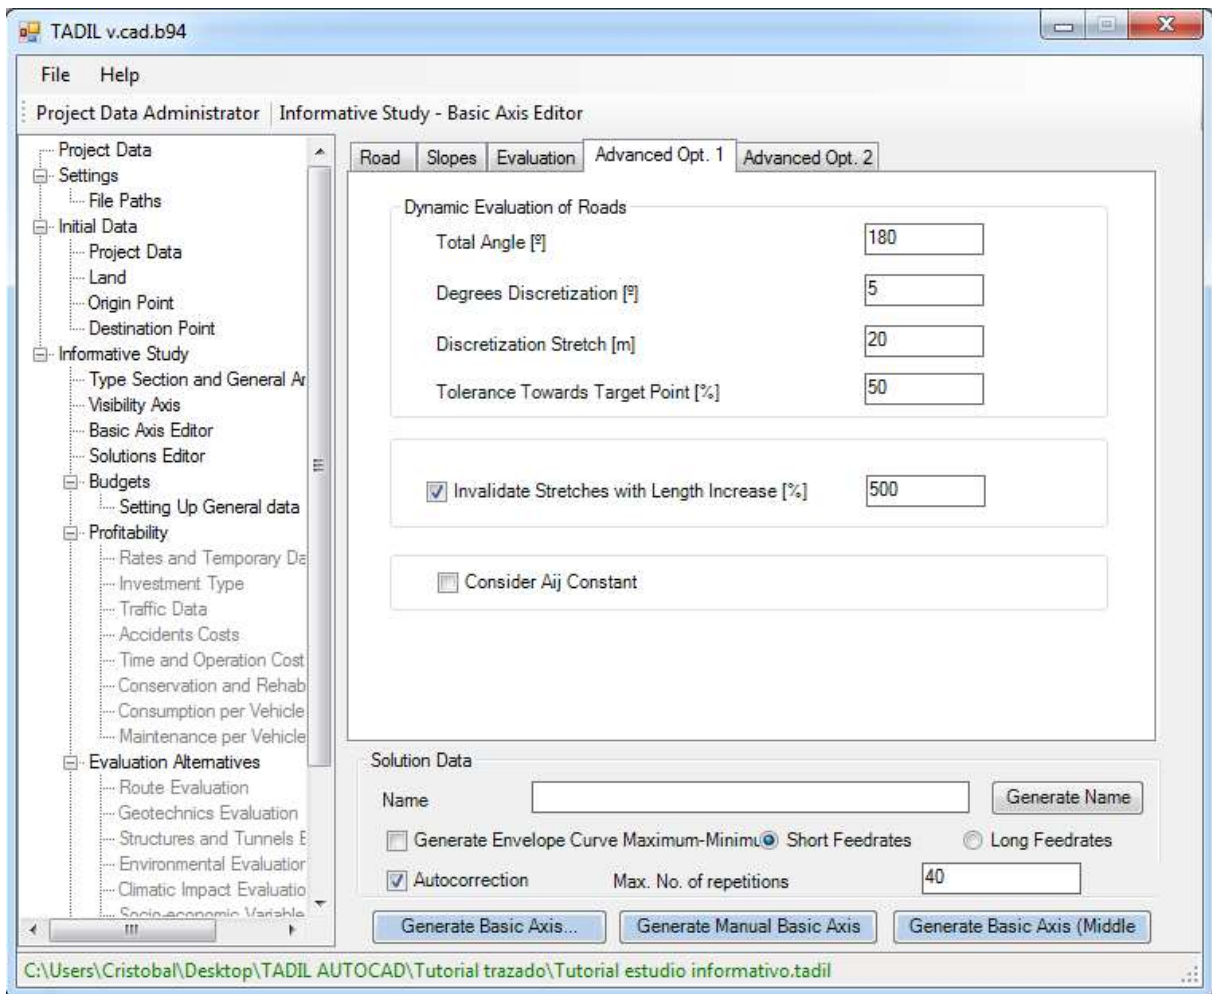 TADIL v.cad.b94
File Help
Project Data Administrator Informative Study - Basic Axis Editor
Project Data
Settings
File Paths
Initial Data
Project Data
Land
Origin Point
Destination Point
Informative Study
Type Section and General Ar
Visibility Axis
Basic Axis Editor
Solutions Editor
Budgets
Setting Up General data
Profitability
Rates and Temporary Da
Investment Type
Traffic Data
Accidents Costs
Time and Operation Cost
Conservation and Rehab
Consumption per Vehicle
Maintenance per Vehicle
Evaluation Alternatives
Route Evaluation
Geotechnics Evaluation
Structures and Tunnels E
Environmental Evaluation
Climatic Impact Evaluatio
Socio-economic Variable
Road Slopes Evaluation Advanced Opt. 1 Advanced Opt. 2
Dynamic Evaluation of Roads
Total Angle [º] 180
Degrees Discretization [º] 5
Discretization Stretch [m] 20
Tolerance Towards Target Point [%] 50
Invalidate Stretches with Length Increase [%] 500
Consider Aij Constant
Solution Data
Name Generate Name
Generate Envelope Curve Maximum-Minimu Short Feedrates Long Feedrates
Autocorrection Max. No. of repetitions 40
Generate Basic Axis... Generate Manual Basic Axis Generate Basic Axis (Middle
C:\Users\Cristobal\Desktop\TADIL AUTOCAD\Tutorial trazado\Tutorial estudio informativo.tadil